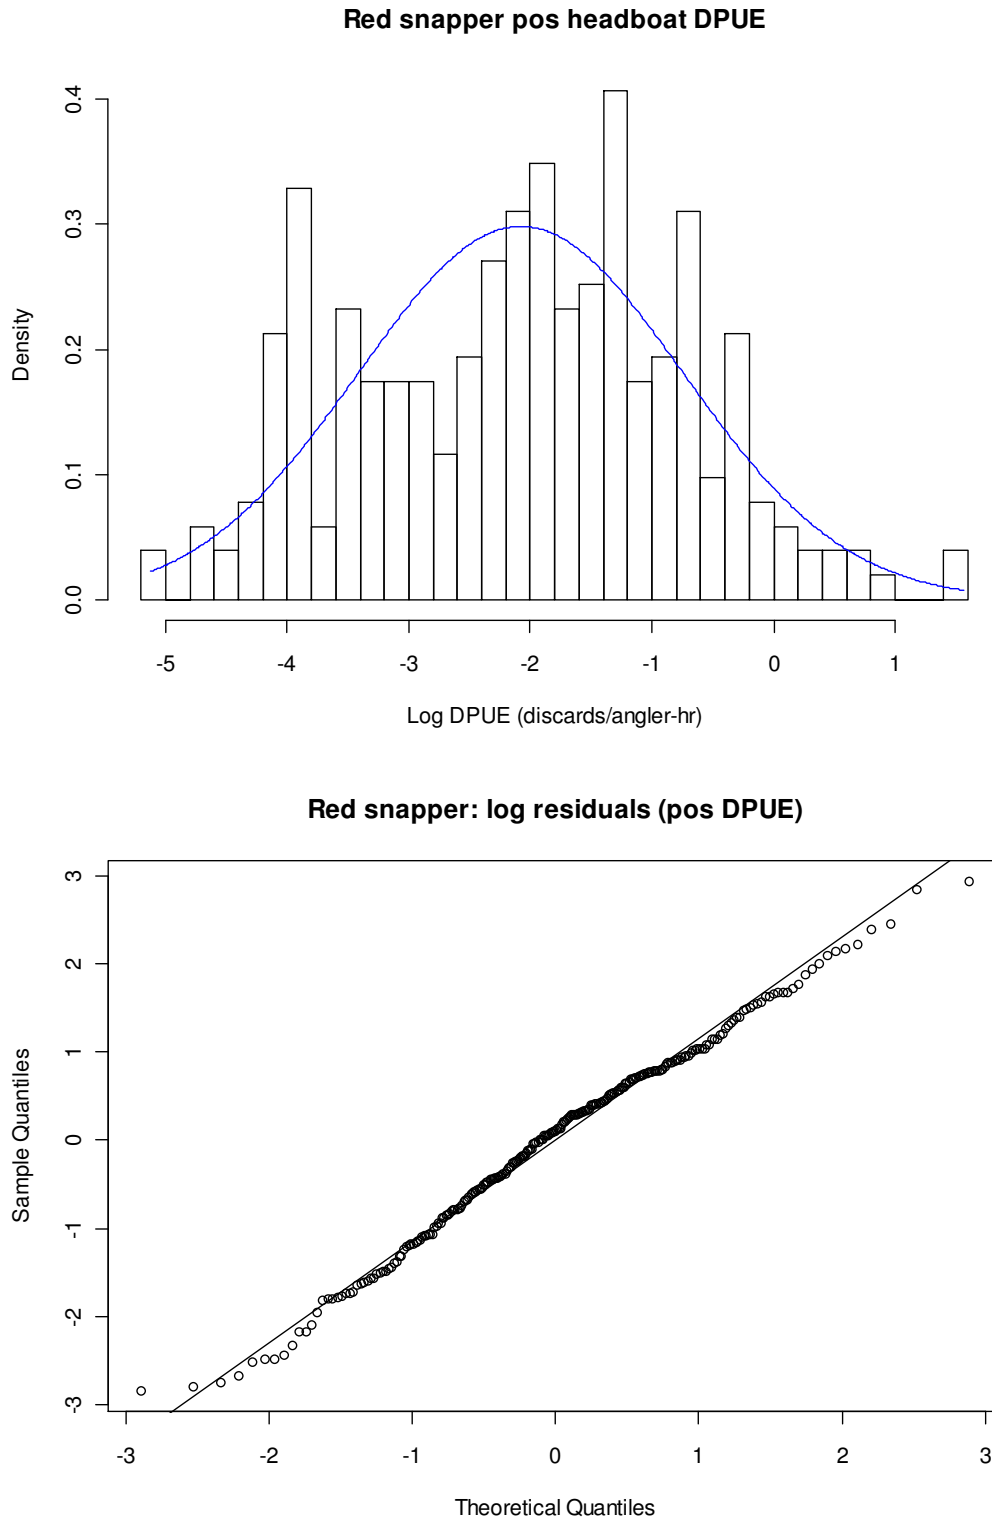 Red snapper pos headboat DPUE
Density
0.0 0.1 0.2 0.3 0.4
-5 -4 -3 -2 -1 0 1
Log DPUE (discards/angler-hr)
Red snapper: log residuals (pos DPUE)
Sample Quantiles
-3 -2 -1 0 1 2 3
-3 -2 -1 0 1 2 3
Theoretical Quantiles